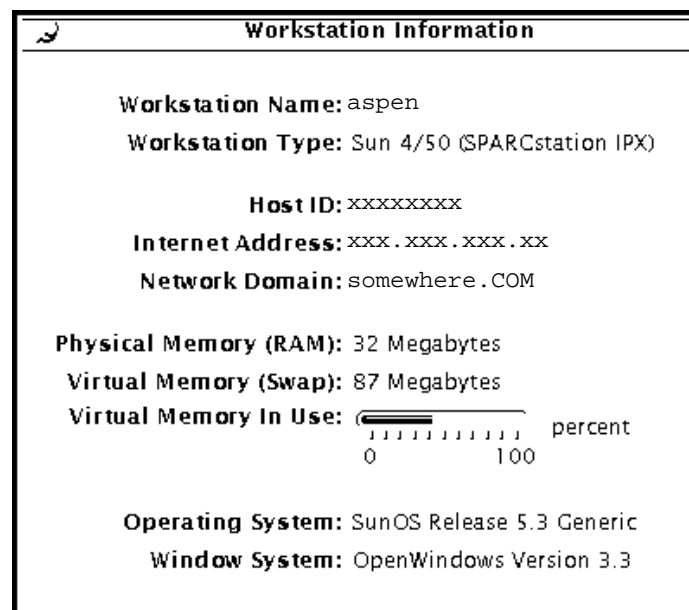 Workstation Information
Workstation Name: aspen
Workstation Type: Sun 4/50 (SPARCstation IPX)
Host ID: xxxxxxxx
Internet Address: xxx.xxx.xxx.xx
Network Domain: somewhere.COM
Physical Memory (RAM): 32 Megabytes
Virtual Memory (Swap): 87 Megabytes
Virtual Memory In Use: percent
0 100
Operating System: SunOS Release 5.3 Generic
Window System: OpenWindows Version 3.3